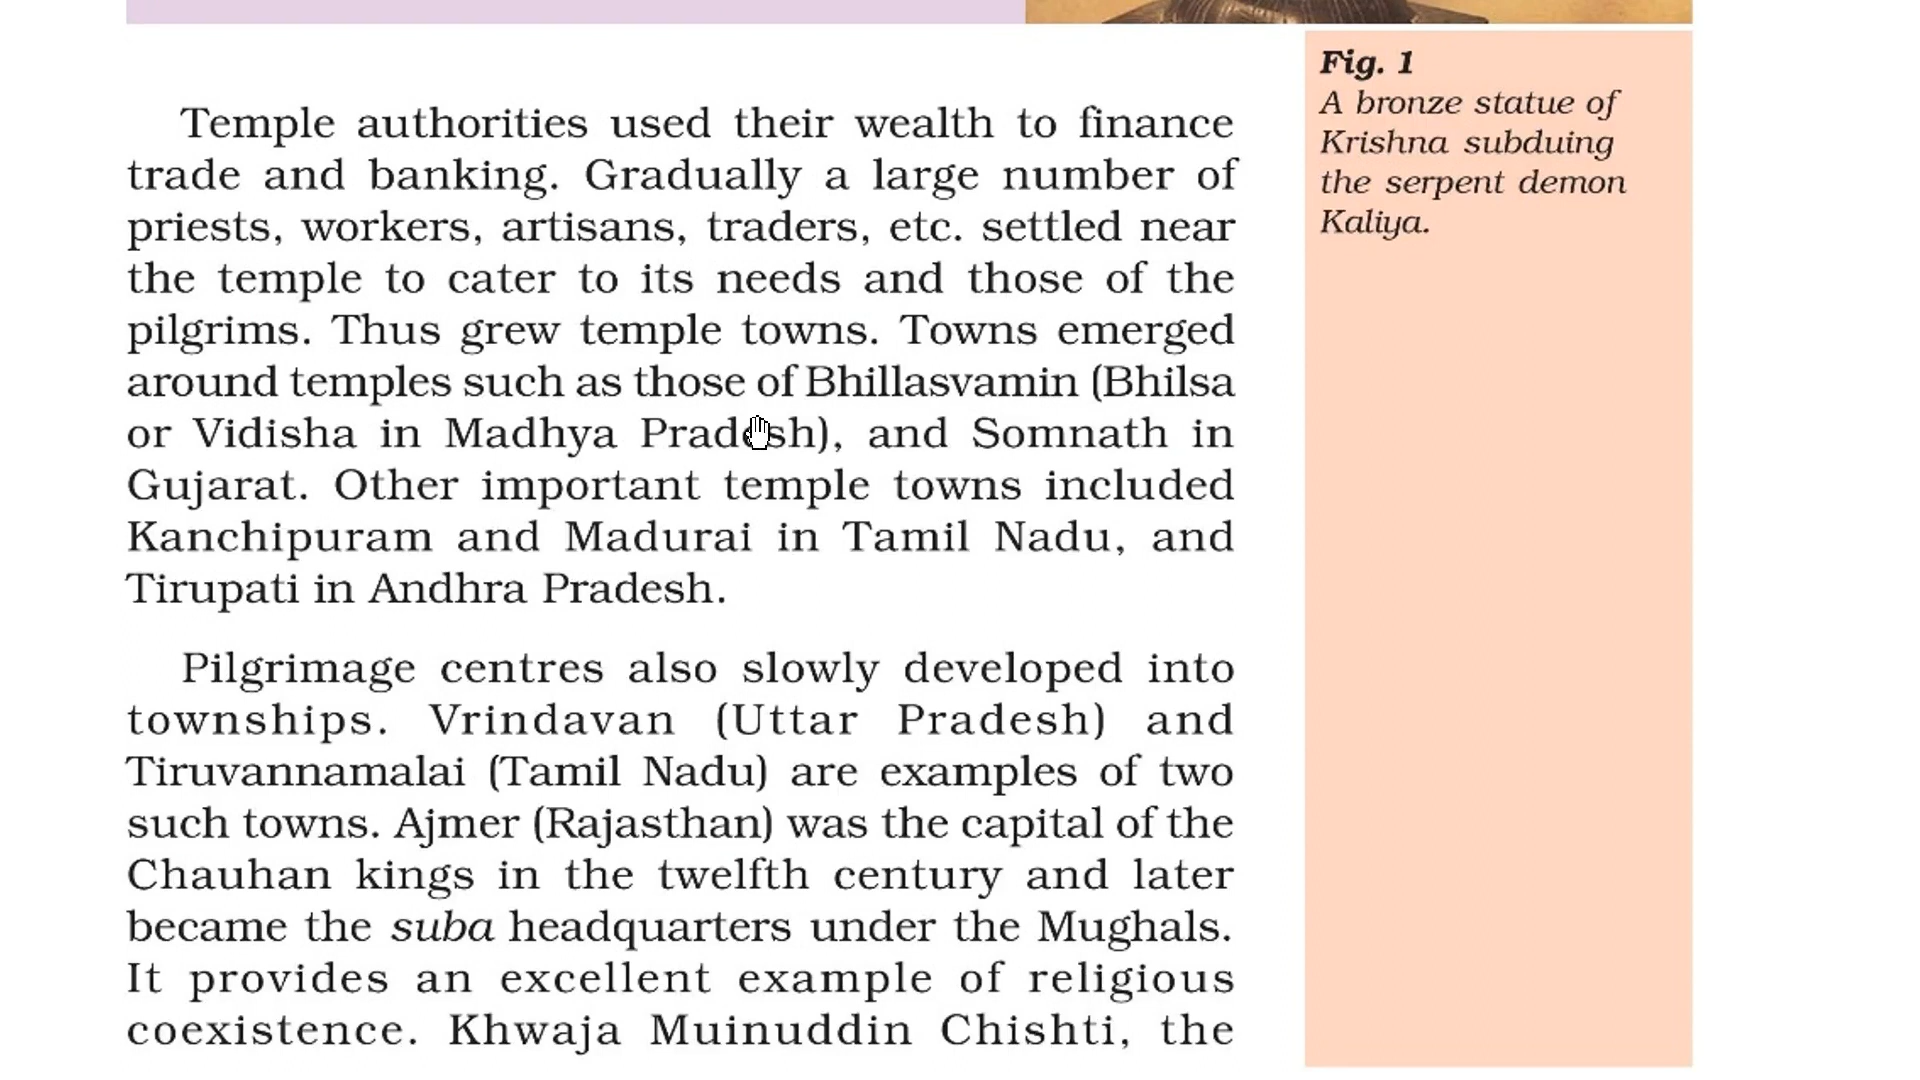 Temple authorities used their wealth to finance
trade and banking. Gradually a large number of
priests, workers, artisans, traders, etc. settled near
the temple to cater to its needs and those of the
pilgrims. Thus grew temple towns. Towns emerged
around temples such as those of Bhillasvamin (Bhilsa
or Vidisha in Madhya Pradesh), and Somnath in
Gujarat. Other important temple towns included
Kanchipuram and Madurai in Tamil Nadu, and
Tirupati in Andhra Pradesh.
Pilgrimage centres also slowly developed into
townships. Vrindavan (Uttar Pradesh) and
Tiruvannamalai (Tamil Nadu) are examples of two
such towns. Ajmer (Rajasthan) was the capital of the
Chauhan kings in the twelfth century and later
became the suba headquarters under the Mughals.
It provides an excellent example of religious
coexistence. Khwaja Muinuddin Chishti, the
Fig. 1
A bronze statue of
Krishna subduing
the serpent demon
Kaliya.